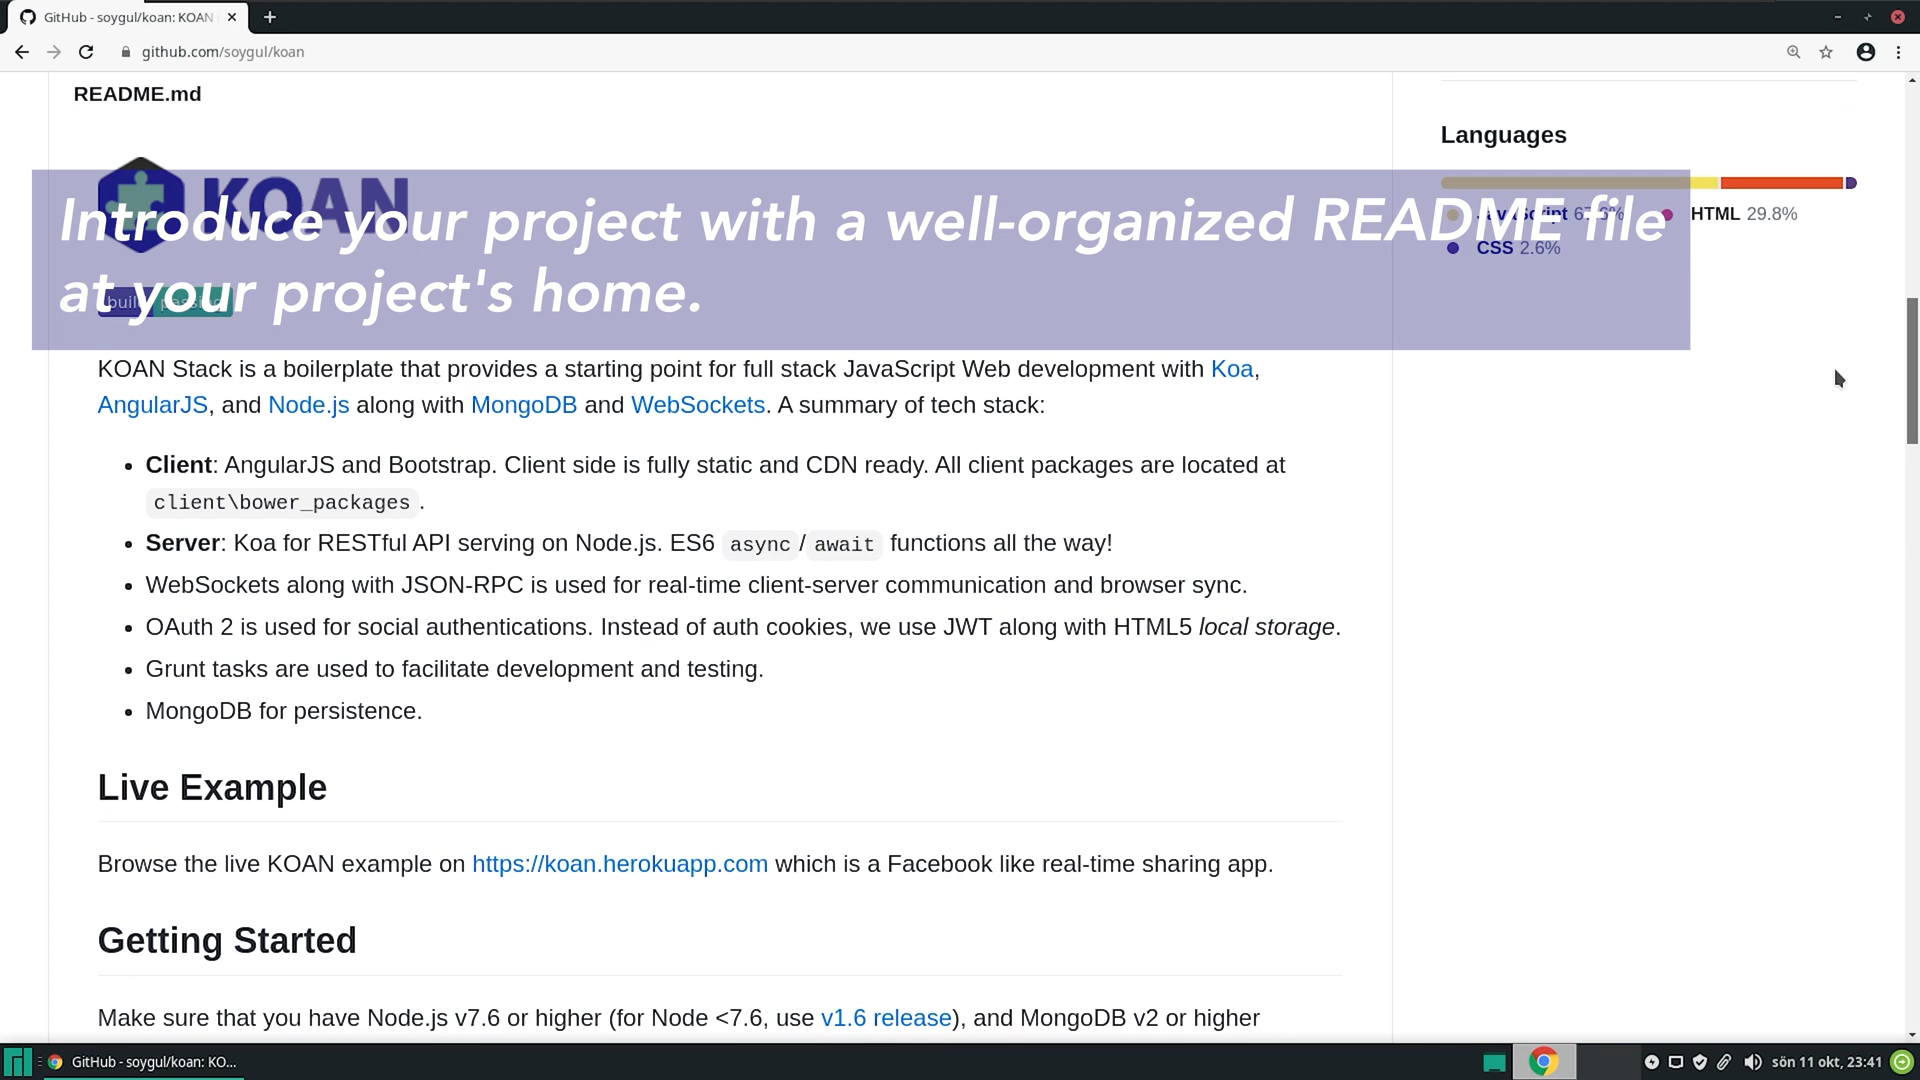 GitHub - soygul/koan: KOAN
github.com/soygul/koan
README.md
KOAN
Introduce your project with a well-organized README file
at your project's home.
build passing
Languages
JavaScript 67.6% HTML 29.8%
CSS 2.6%
KOAN Stack is a boilerplate that provides a starting point for full stack JavaScript Web development with Koa,
AngularJS, and Node.js along with MongoDB and WebSockets. A summary of tech stack:
Client: AngularJS and Bootstrap. Client side is fully static and CDN ready. All client packages are located at
client\bower_packages.
Server: Koa for RESTful API serving on Node.js. ES6 async/await functions all the way!
WebSockets along with JSON-RPC is used for real-time client-server communication and browser sync.
OAuth 2 is used for social authentications. Instead of auth cookies, we use JWT along with HTML5 local storage.
Grunt tasks are used to facilitate development and testing.
MongoDB for persistence.
Live Example
Browse the live KOAN example on https://koan.herokuapp.com which is a Facebook like real-time sharing app.
Getting Started
Make sure that you have Node.js v7.6 or higher (for Node <7.6, use v1.6 release), and MongoDB v2 or higher
GitHub - soygul/koan: KO...
sön 11 okt, 23:41